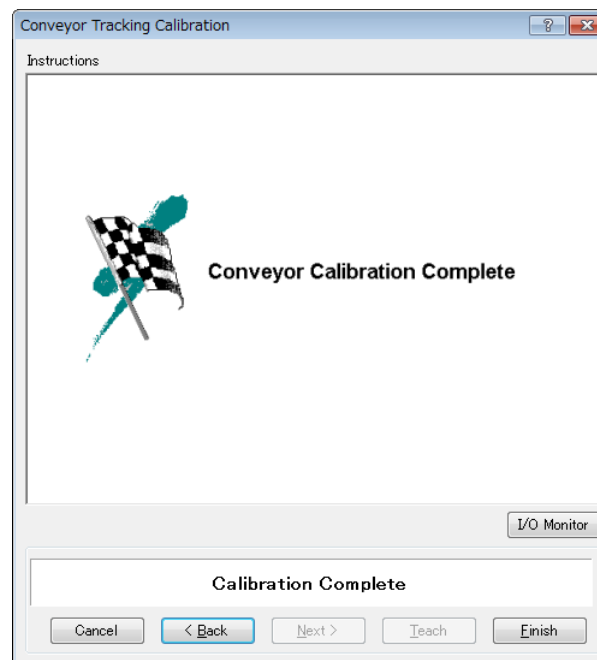 Conveyor Tracking Calibration
Instructions
Conveyor Calibration Complete
I/O Monitor
Calibration Complete
Cancel < Back Next > Teach Finish